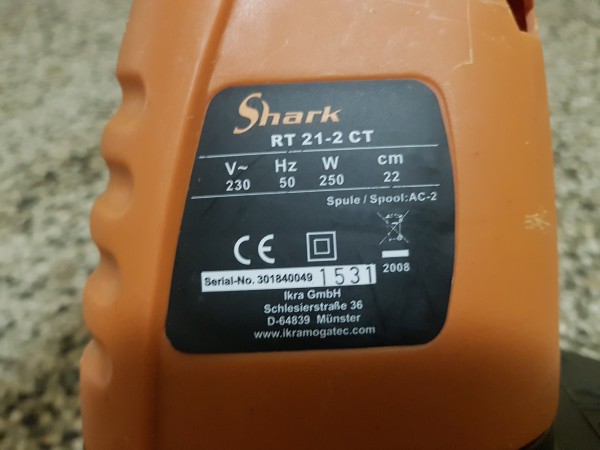 Shark
RT 21-2 CT
V~ Hz W cm
230 50 250 22
Spule / Spool:AC-2
CE
Serial-No. 301840049 1531
2008
Ikra GmbH
Schlesierstraße 36
D-64839 Münster
www.ikramogatec.com